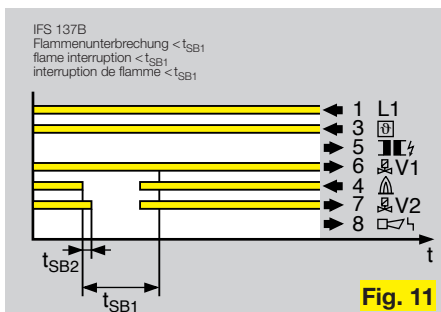 IFS 137B
Flammenunterbrechung < tSB1
flame interruption < tSB1
interruption de flamme < tSB1
1 L1
3 ϑ
5
6 V1
4
7 V2
8
t
tSB2
tSB1
Fig. 11